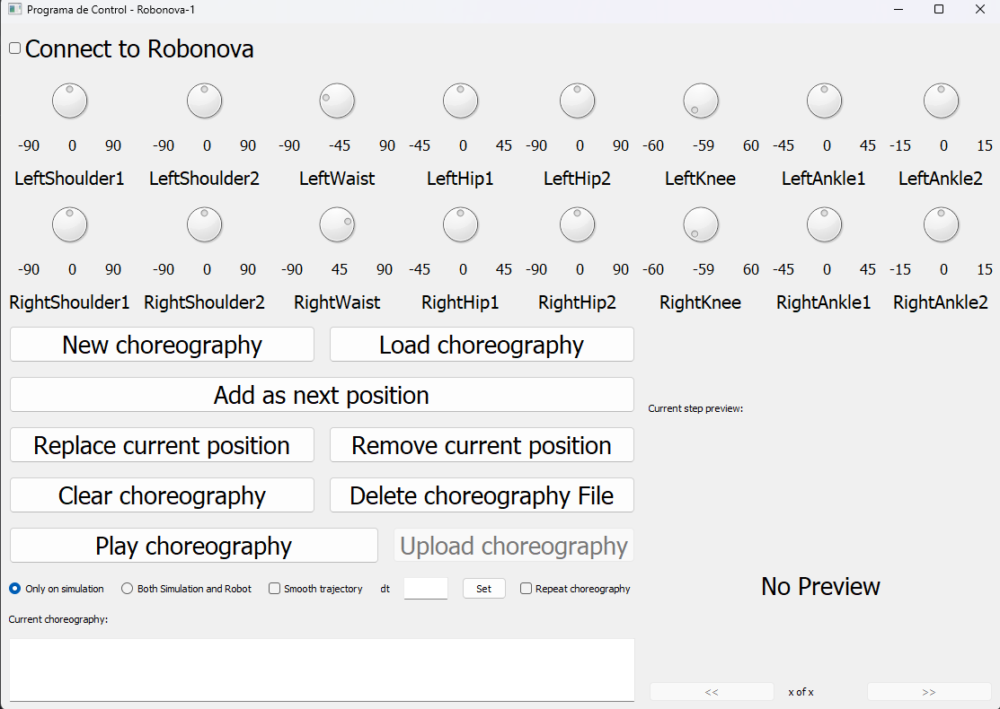 Programa de Control - Robonova-1
Connect to Robonova
-90 0 90 -90 0 90 -90 -45 90 -45 0 45 -90 0 90 -60 -59 60 -45 0 45 -15 0 15
LeftShoulder1 LeftShoulder2 LeftWaist LeftHip1 LeftHip2 LeftKnee LeftAnkle1 LeftAnkle2
-90 0 90 -90 0 90 -90 45 90 -45 0 45 -90 0 90 -60 -59 60 -45 0 45 -15 0 15
RightShoulder1 RightShoulder2 RightWaist RightHip1 RightHip2 RightKnee RightAnkle1 RightAnkle2
New choreography Load choreography
Add as next position
Replace current position Remove current position
Clear choreography Delete choreography File
Play choreography Upload choreography
Only on simulation Both Simulation and Robot Smooth trajectory dt Set Repeat choreography
Current choreography:
Current step preview:
No Preview
<< x of x >>